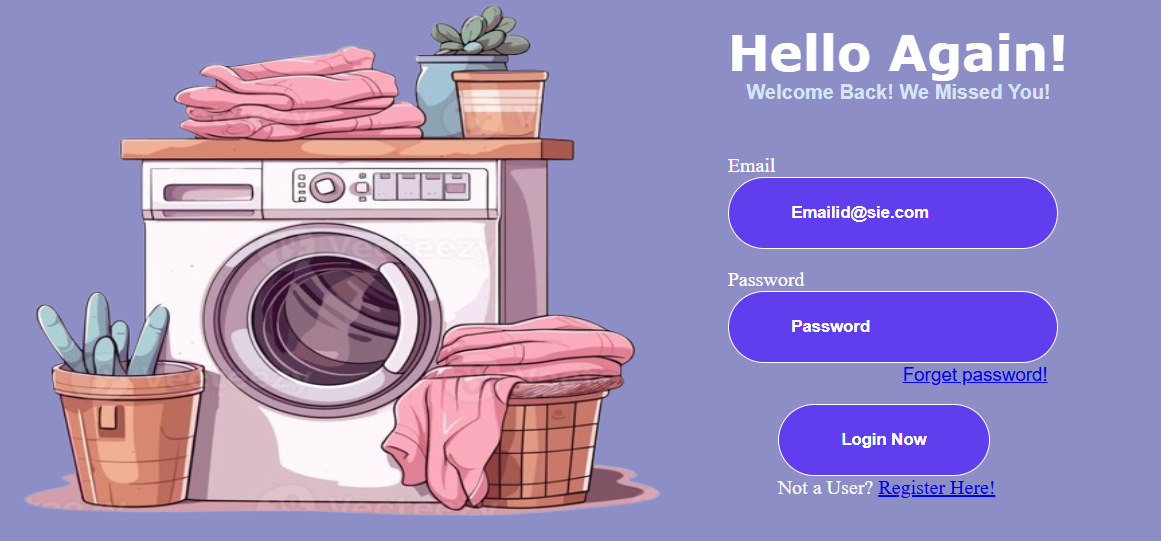 Hello Again!
Welcome Back! We Missed You!
Email
Emailid@sie.com
Password
Password
Forget password!
Login Now
Not a User? Register Here!
Vecteezy